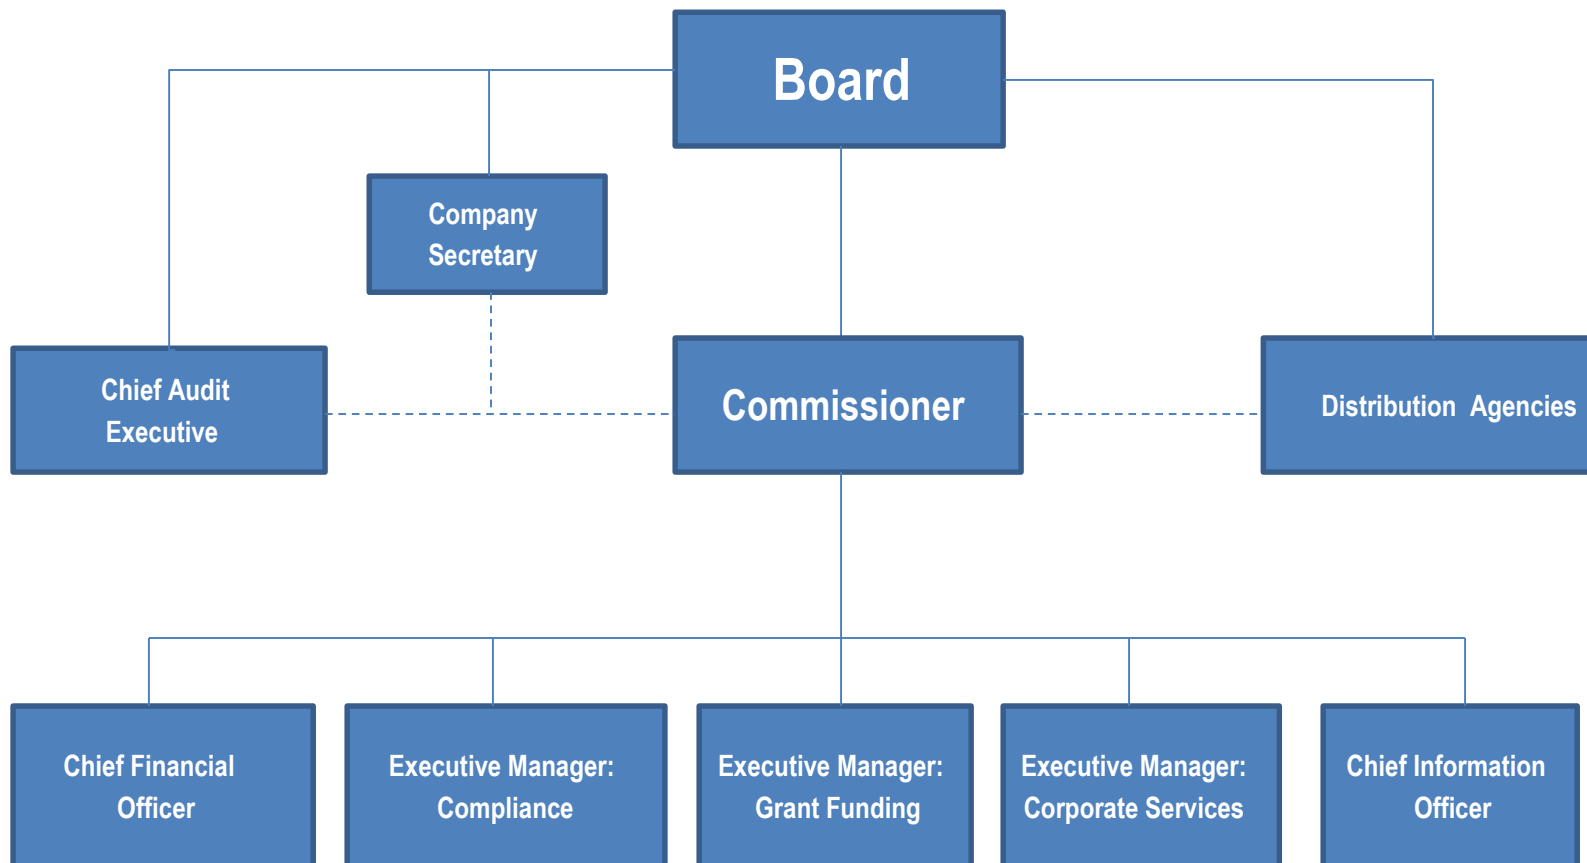 Board
Company
Secretary
Chief Audit
Executive
Commissioner
Distribution Agencies
Chief Financial
Officer
Executive Manager:
Compliance
Executive Manager:
Grant Funding
Executive Manager:
Corporate Services
Chief Information
Officer